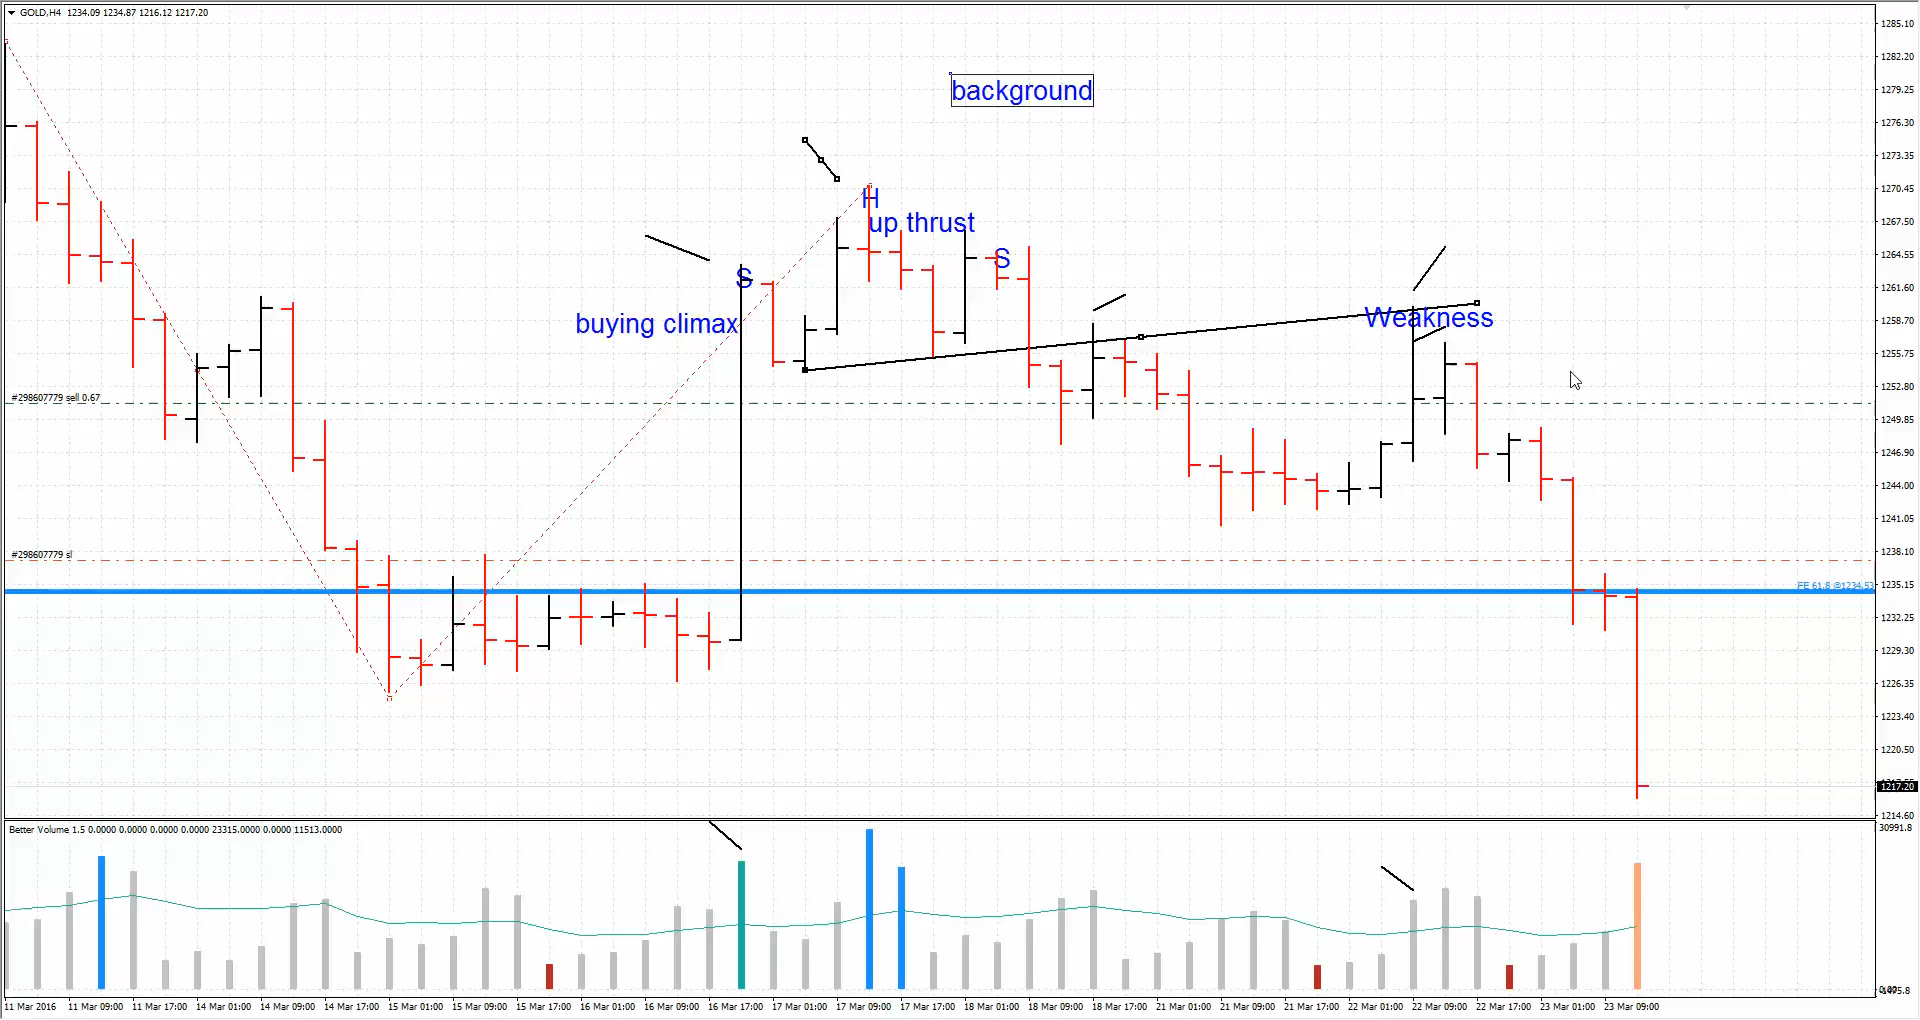 GOLD,H4 1234.09 1234.87 1216.12 1217.20
background
H
up thrust
S
S
buying climax
Weakness
#298607779 sell 0.67
#298607779 sl
FE 61.8 @1234.53
1285.10
1282.20
1279.25
1276.30
1273.35
1270.45
1267.50
1264.55
1261.60
1258.70
1255.75
1252.80
1249.85
1246.90
1244.00
1241.05
1238.10
1235.15
1232.25
1229.30
1226.35
1223.40
1220.50
1217.20
1214.60
Better Volume 1.5 0.0000 0.0000 0.0000 0.0000 23315.0000 0.0000 11513.0000
30991.8
11 Mar 2016
11 Mar 09:00
11 Mar 17:00
14 Mar 01:00
14 Mar 09:00
14 Mar 17:00
15 Mar 01:00
15 Mar 09:00
15 Mar 17:00
16 Mar 01:00
16 Mar 09:00
16 Mar 17:00
17 Mar 01:00
17 Mar 09:00
17 Mar 17:00
18 Mar 01:00
18 Mar 09:00
18 Mar 17:00
21 Mar 01:00
21 Mar 09:00
21 Mar 17:00
22 Mar 01:00
22 Mar 09:00
22 Mar 17:00
23 Mar 01:00
23 Mar 09:00